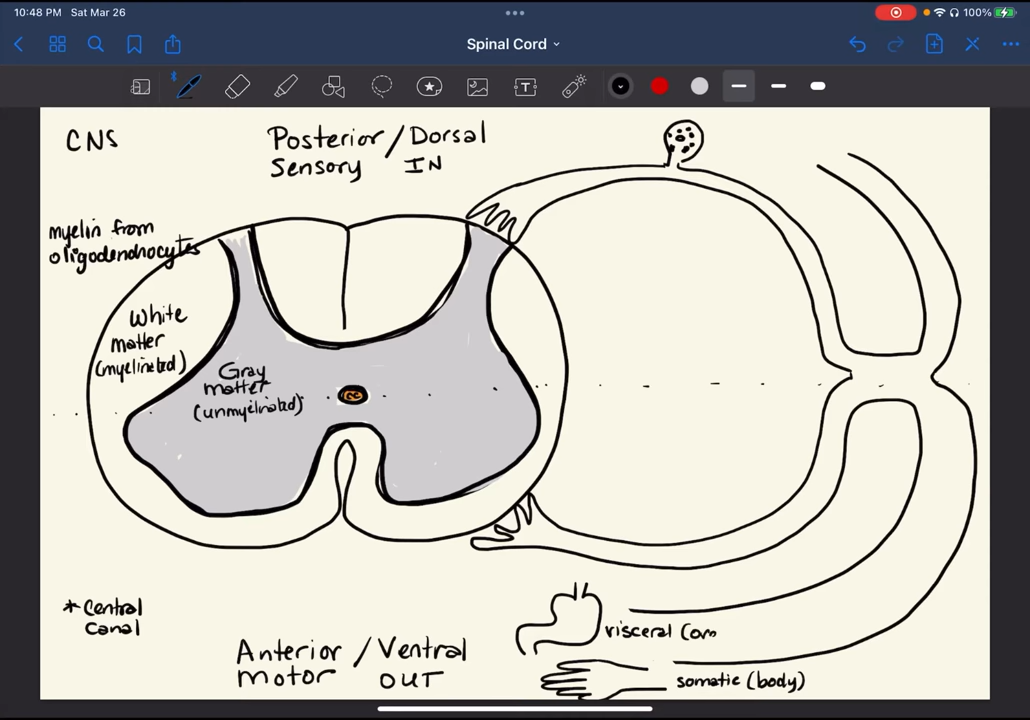 10:48 PM Sat Mar 26
100%
Spinal Cord
CNS
Posterior / Dorsal
Sensory IN
myelin from
oligodendrocytes
White
matter
(myelinated)
Gray
matter
(unmyelinated)
* Central
canal
Anterior / Ventral
motor OUT
visceral (or
somatic (body)